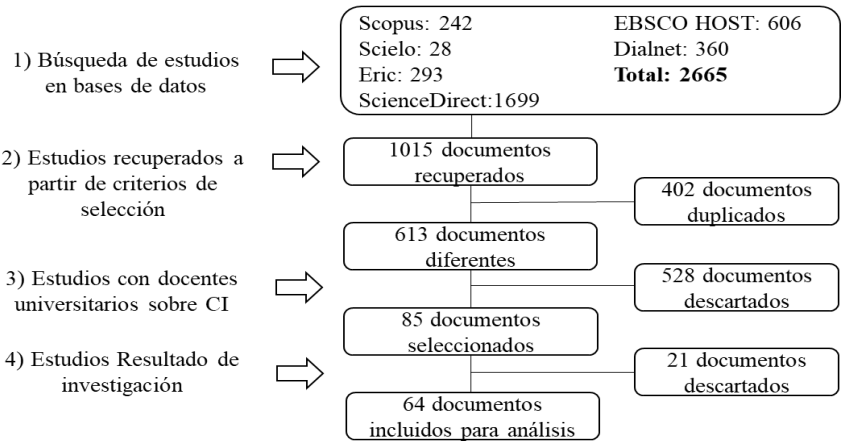 1) Búsqueda de estudios
en bases de datos
Scopus: 242
Scielo: 28
Eric: 293
ScienceDirect:1699
EBSCO HOST: 606
Dialnet: 360
Total: 2665
2) Estudios recuperados a
partir de criterios de
selección
1015 documentos
recuperados
402 documentos
duplicados
613 documentos
diferentes
3) Estudios con docentes
universitarios sobre CI
528 documentos
descartados
85 documentos
seleccionados
4) Estudios Resultado de
investigación
21 documentos
descartados
64 documentos
incluidos para análisis